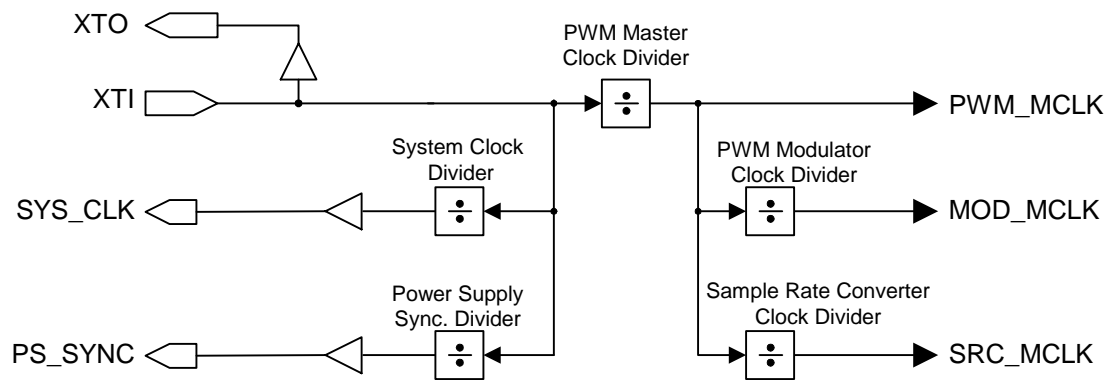 XTO
XTI
PWM Master
Clock Divider
PWM_MCLK
System Clock
Divider
SYS_CLK
PWM Modulator
Clock Divider
MOD_MCLK
Power Supply
Sync. Divider
PS_SYNC
Sample Rate Converter
Clock Divider
SRC_MCLK